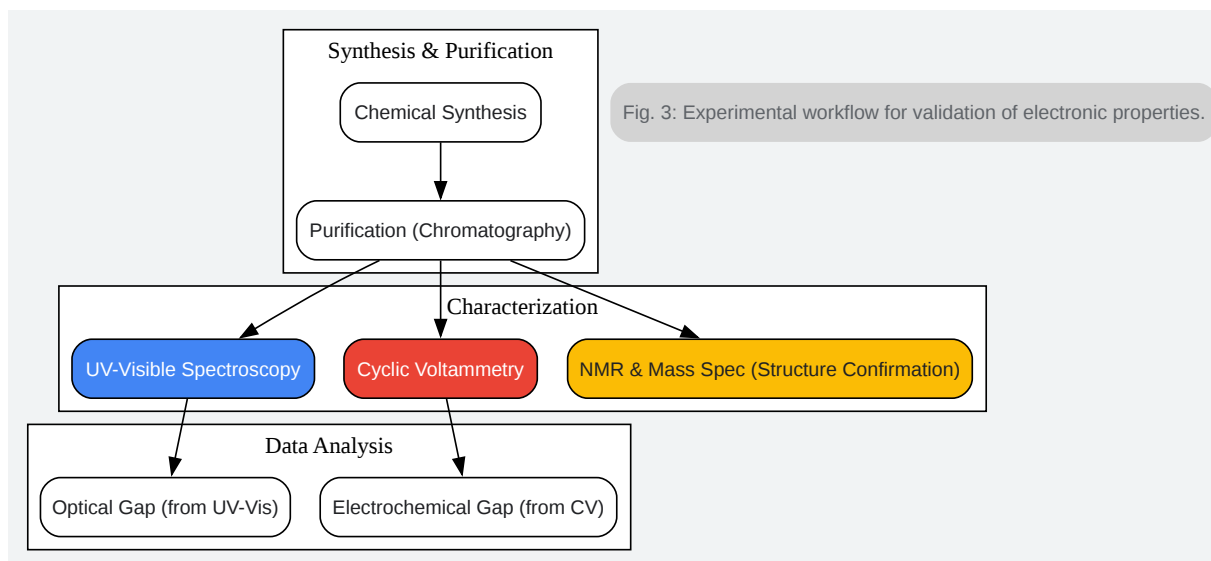 Synthesis & Purification
Chemical Synthesis
Fig. 3: Experimental workflow for validation of electronic properties.
Purification (Chromatography)
Characterization
UV-Visible Spectroscopy
Cyclic Voltammetry
NMR & Mass Spec (Structure Confirmation)
Data Analysis
Optical Gap (from UV-Vis)
Electrochemical Gap (from CV)